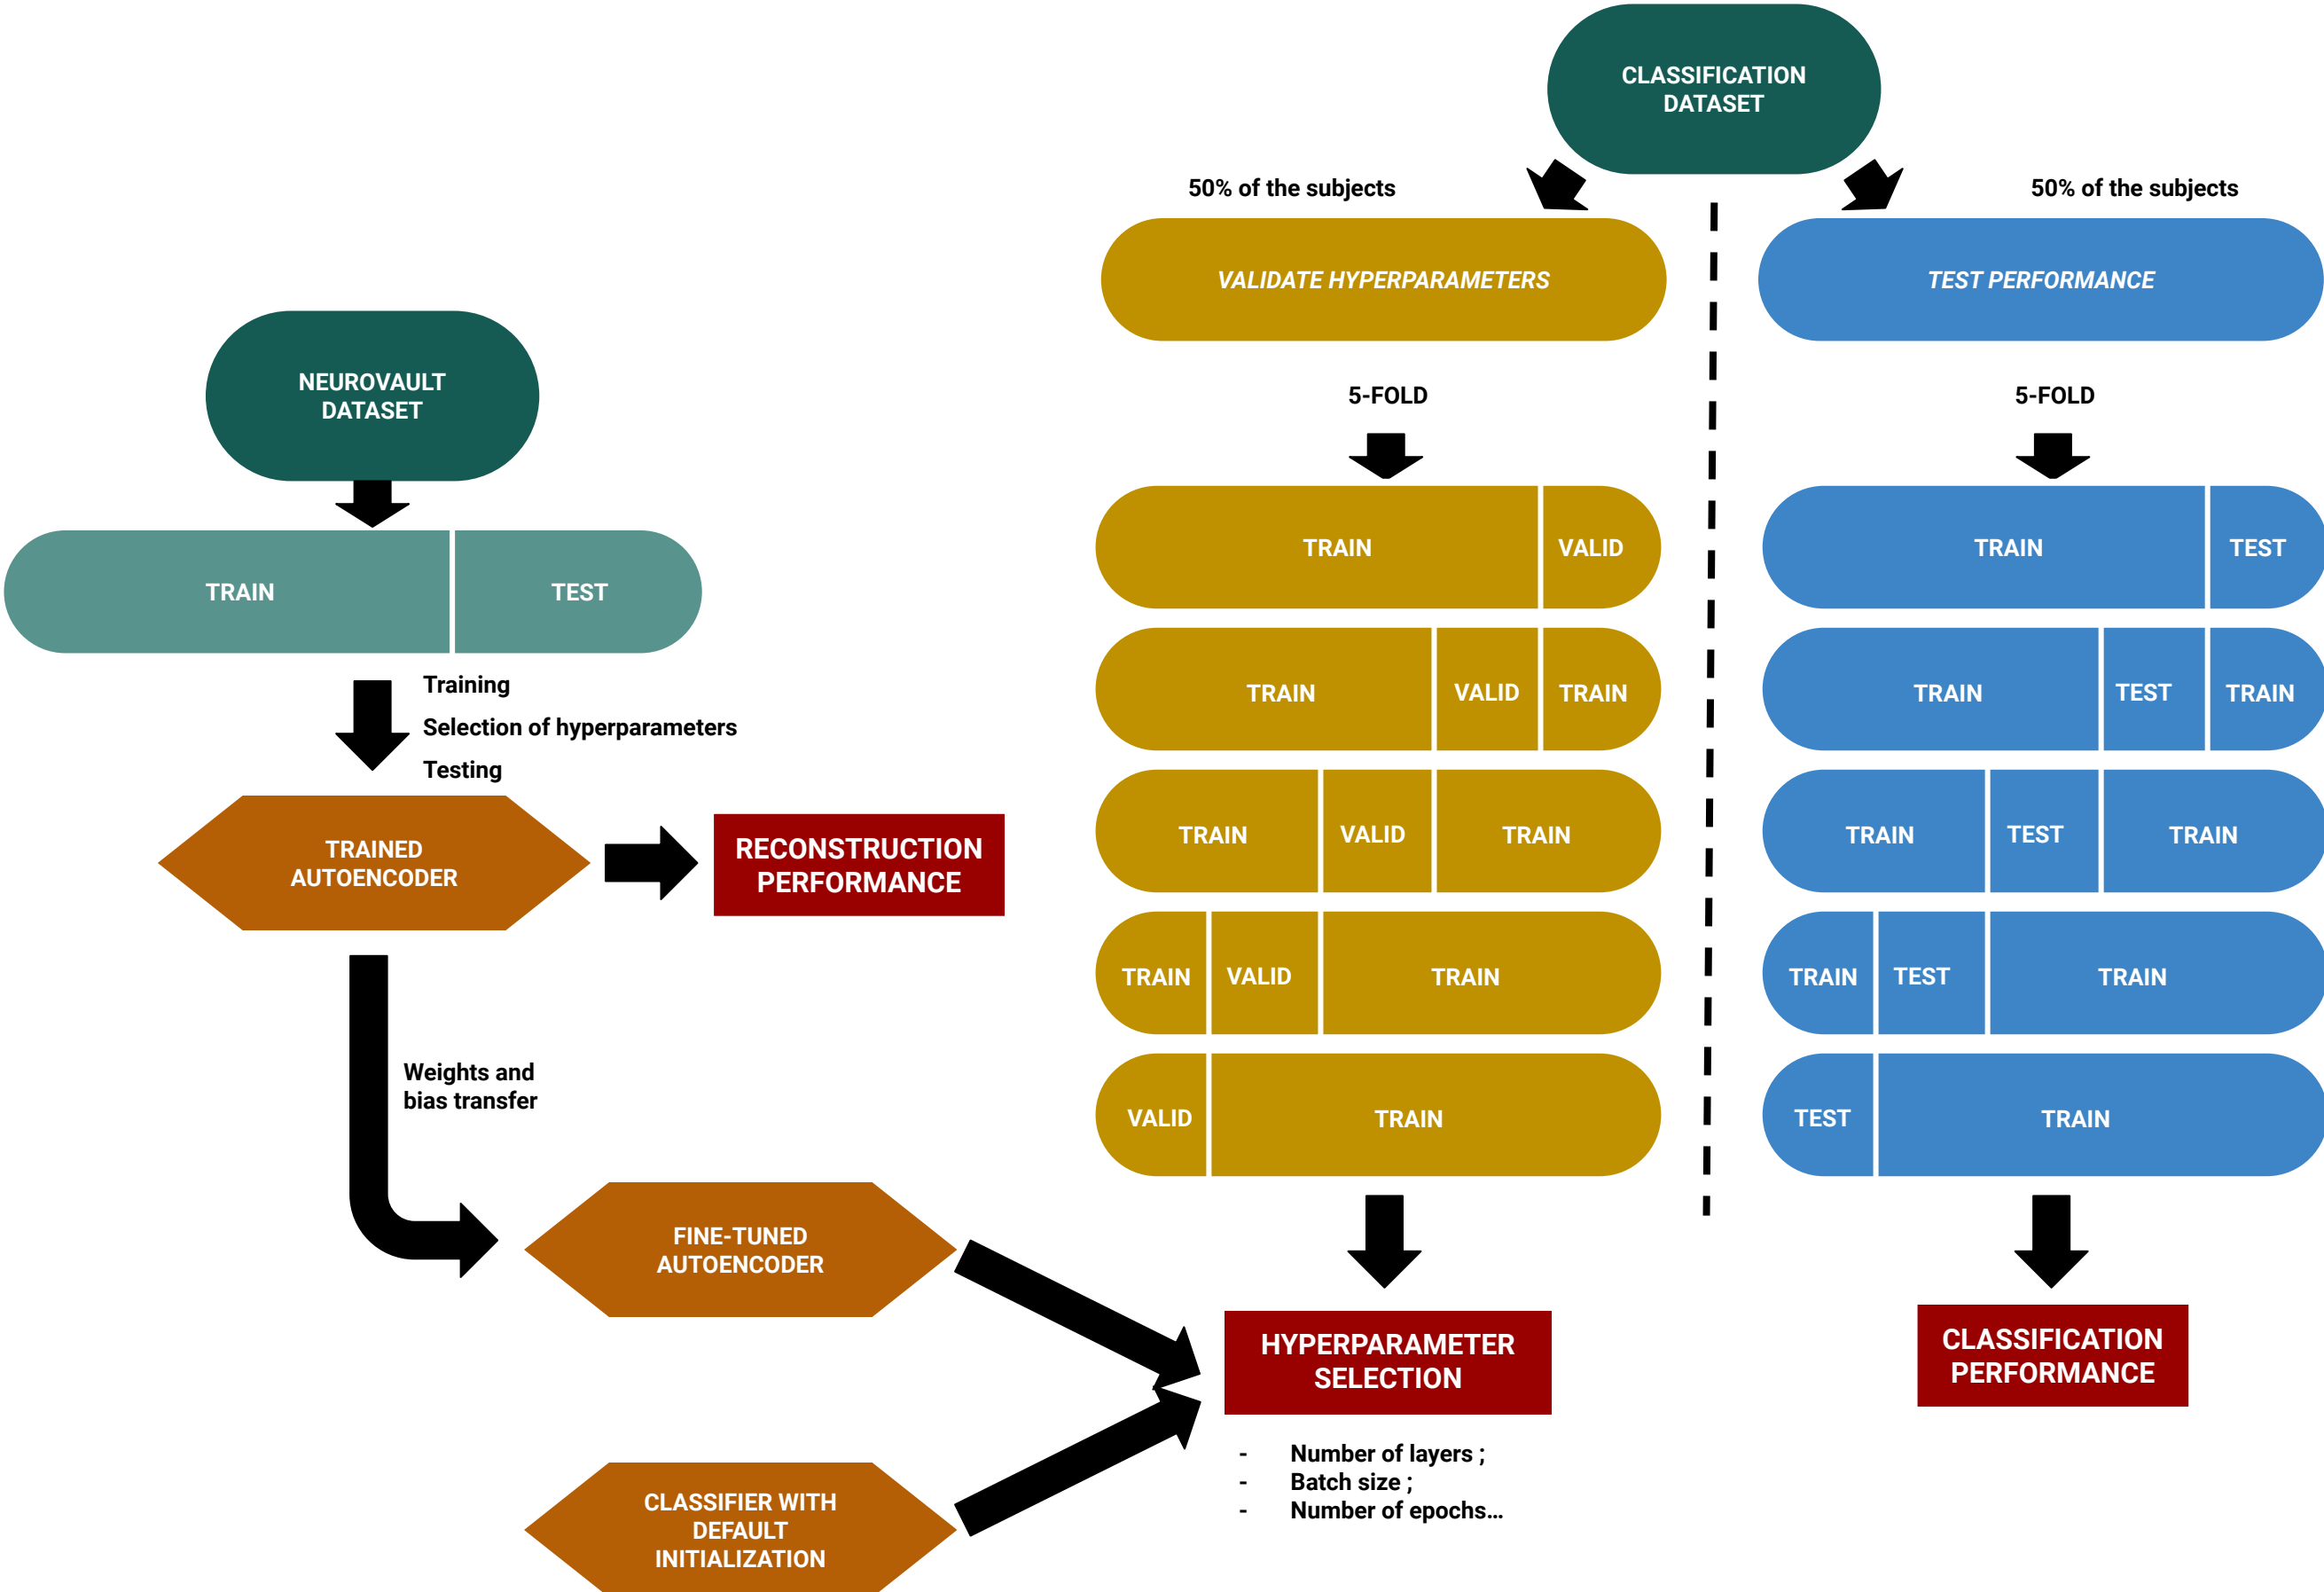 CLASSIFICATION
DATASET
50% of the subjects
50% of the subjects
VALIDATE HYPERPARAMETERS
TEST PERFORMANCE
NEUROVAULT
DATASET
5-FOLD
5-FOLD
TRAIN
TEST
TRAIN
VALID
TRAIN
TEST
Training
Selection of hyperparameters
Testing
TRAIN
VALID
TRAIN
TRAIN
TEST
TRAIN
TRAINED
AUTOENCODER
RECONSTRUCTION
PERFORMANCE
TRAIN
VALID
TRAIN
TRAIN
TEST
TRAIN
TRAIN
VALID
TRAIN
TRAIN
TEST
TRAIN
Weights and
bias transfer
VALID
TRAIN
TEST
TRAIN
FINE-TUNED
AUTOENCODER
HYPERPARAMETER
SELECTION
CLASSIFICATION
PERFORMANCE
- Number of layers ;
- Batch size ;
- Number of epochs...
CLASSIFIER WITH
DEFAULT
INITIALIZATION